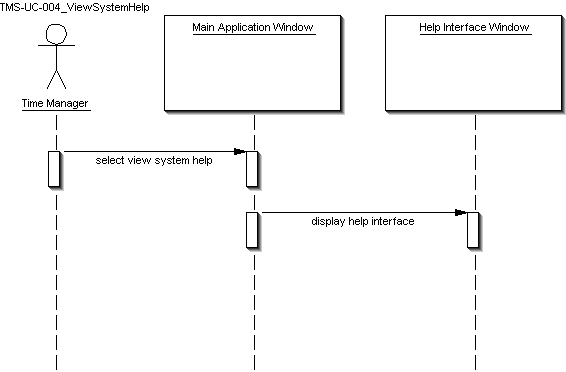 TMS-UC-004_ViewSystemHelp
Main Application Window
Help Interface Window
Time Manager
select view system help
display help interface